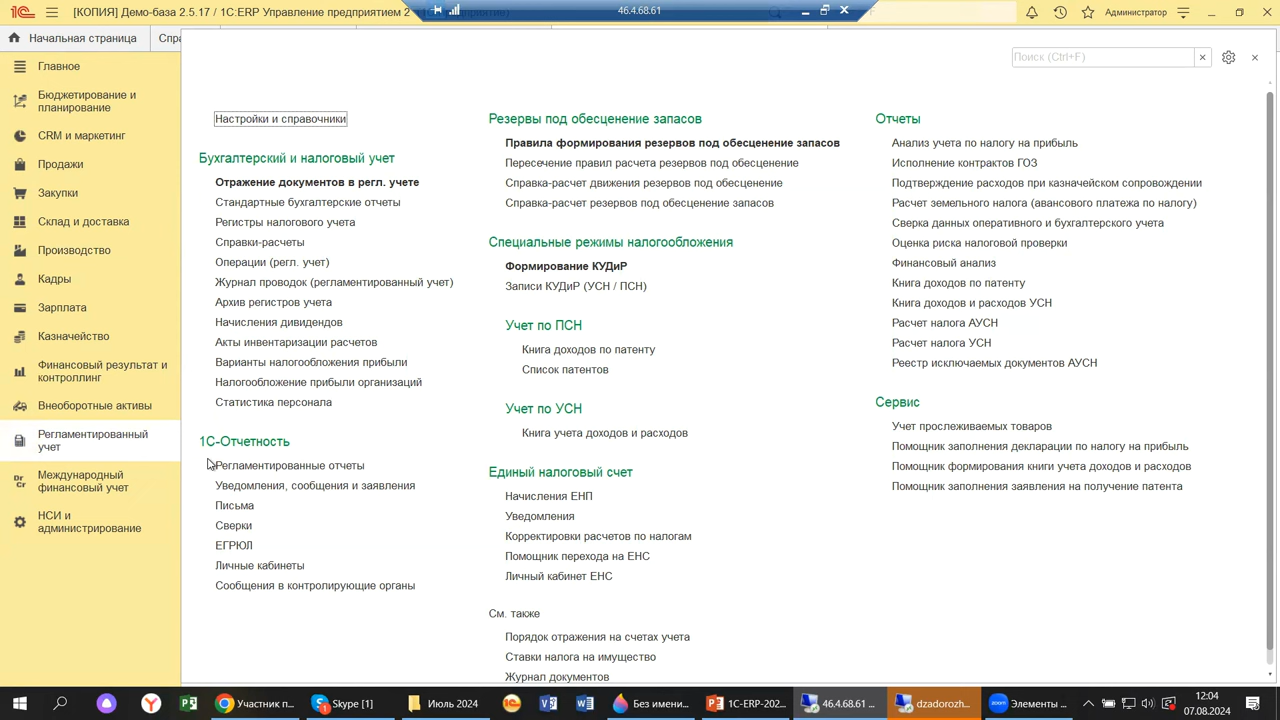 [КОПИЯ] Демо-база 2.5.17 / 1С:ERP Управление предприятием 2
46.4.68.61
Администратор
Начальная страница
Спра
Поиск (Ctrl+F)
Главное
Бюджетирование и
планирование
CRM и маркетинг
Продажи
Закупки
Склад и доставка
Производство
Кадры
Зарплата
Казначейство
Финансовый результат и
контроллинг
Внеоборотные активы
Регламентированный
учет
Международный
финансовый учет
НСИ и
администрирование
Настройки и справочники
Бухгалтерский и налоговый учет
Отражение документов в регл. учете
Стандартные бухгалтерские отчеты
Регистры налогового учета
Справки-расчеты
Операции (регл. учет)
Журнал проводок (регламентированный учет)
Архив регистров учета
Начисления дивидендов
Акты инвентаризации расчетов
Варианты налогообложения прибыли
Налогообложение прибыли организаций
Статистика персонала
1С-Отчетность
Регламентированные отчеты
Уведомления, сообщения и заявления
Письма
Сверки
ЕГРЮЛ
Личные кабинеты
Сообщения в контролирующие органы
Резервы под обесценение запасов
Правила формирования резервов под обесценение запасов
Пересечение правил расчета резервов под обесценение
Справка-расчет движения резервов под обесценение
Справка-расчет резервов под обесценение запасов
Специальные режимы налогообложения
Формирование КУДиР
Записи КУДиР (УСН / ПСН)
Учет по ПСН
Книга доходов по патенту
Список патентов
Учет по УСН
Книга учета доходов и расходов
Единый налоговый счет
Начисления ЕНП
Уведомления
Корректировки расчетов по налогам
Помощник перехода на ЕНС
Личный кабинет ЕНС
См. также
Порядок отражения на счетах учета
Ставки налога на имущество
Журнал документов
Отчеты
Анализ учета по налогу на прибыль
Исполнение контрактов ГОЗ
Подтверждение расходов при казначейском сопровождении
Расчет земельного налога (авансового платежа по налогу)
Сверка данных оперативного и бухгалтерского учета
Оценка риска налоговой проверки
Финансовый анализ
Книга доходов по патенту
Книга доходов и расходов УСН
Расчет налога АУСН
Расчет налога УСН
Реестр исключаемых документов АУСН
Сервис
Учет прослеживаемых товаров
Помощник заполнения декларации по налогу на прибыль
Помощник формирования книги учета доходов и расходов
Помощник заполнения заявления на получение патента
Участник п...
Skype [1]
Июль 2024
Без имени...
1С-ERP-202...
46.4.68.61 ...
dzadorozh...
Элементы ...
12:04
07.08.2024